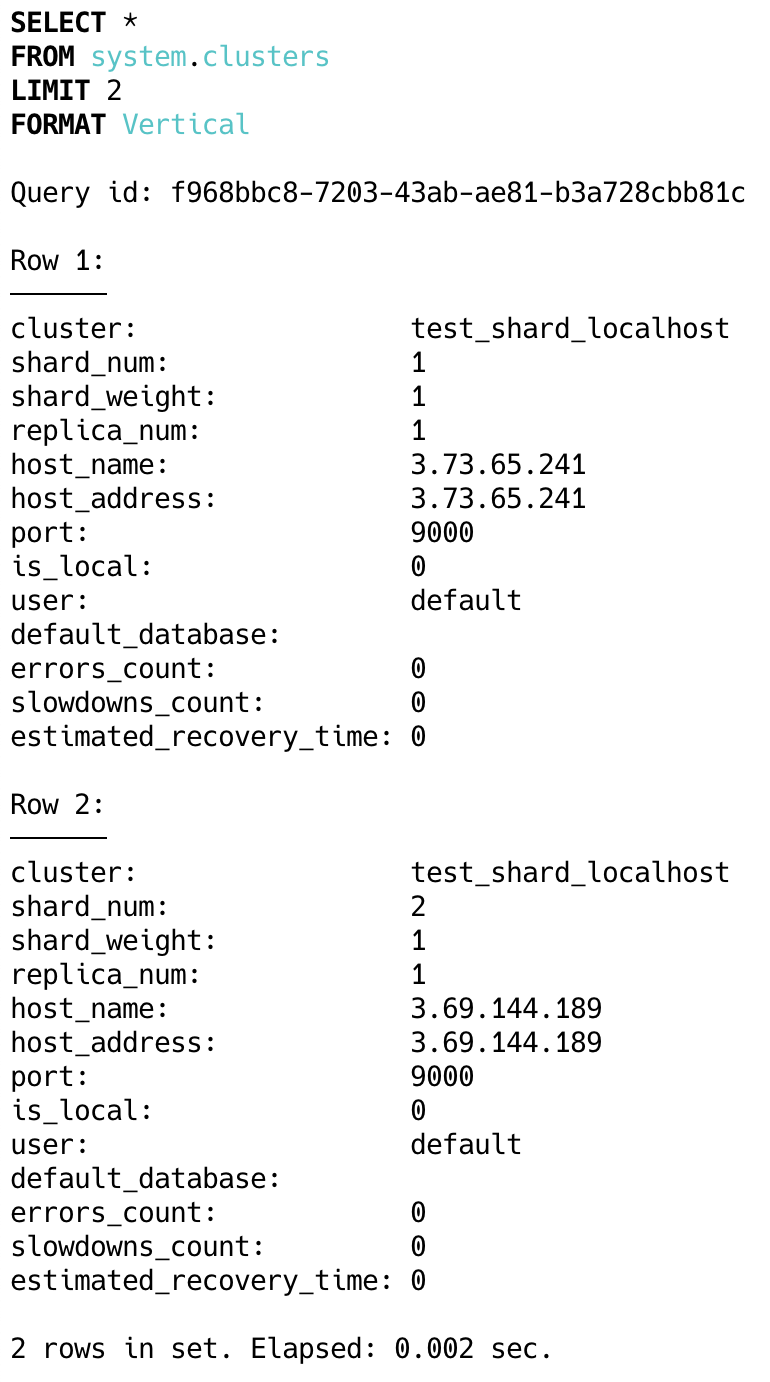 SELECT *
FROM system.clusters
LIMIT 2
FORMAT Vertical
Query id: f968bbc8-7203-43ab-ae81-b3a728cbb81c
Row 1:
──────
cluster:                 test_shard_localhost
shard_num:               1
shard_weight:            1
replica_num:             1
host_name:               3.73.65.241
host_address:            3.73.65.241
port:                    9000
is_local:                0
user:                    default
default_database:
errors_count:            0
slowdowns_count:         0
estimated_recovery_time: 0
Row 2:
──────
cluster:                 test_shard_localhost
shard_num:               2
shard_weight:            1
replica_num:             1
host_name:               3.69.144.189
host_address:            3.69.144.189
port:                    9000
is_local:                0
user:                    default
default_database:
errors_count:            0
slowdowns_count:         0
estimated_recovery_time: 0
2 rows in set. Elapsed: 0.002 sec.